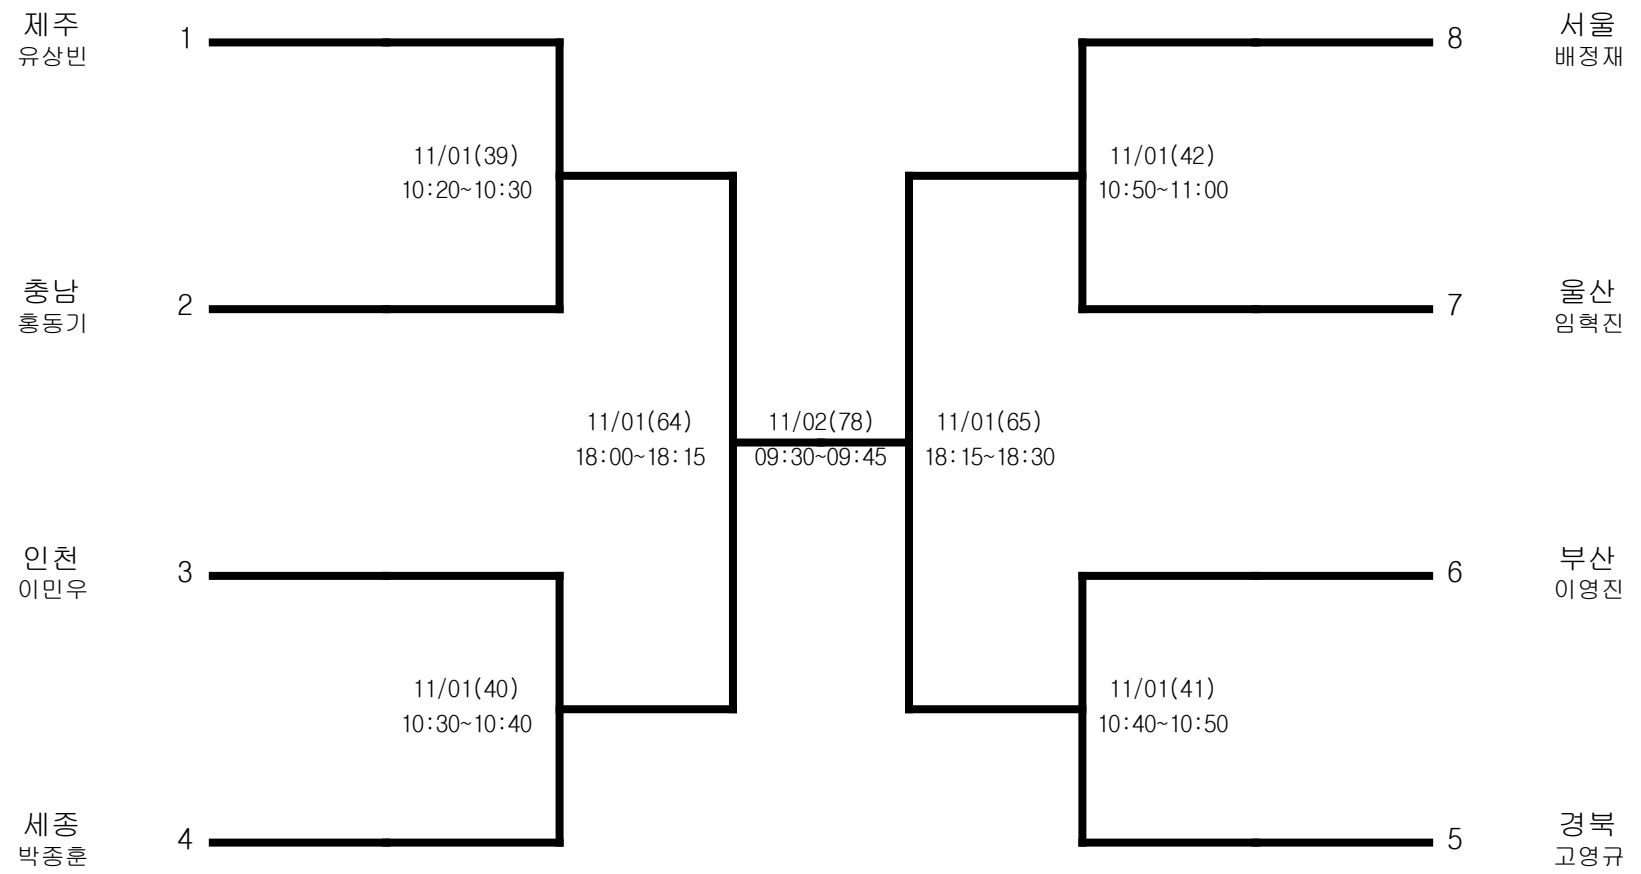 제주
유상빈
1
8
서울
배정재
11/01(39)
10:20~10:30
11/01(42)
10:50~11:00
충남
홍동기
2
7
울산
임혁진
11/01(64)
18:00~18:15
11/02(78)
09:30~09:45
11/01(65)
18:15~18:30
인천
이민우
3
6
부산
이영진
11/01(40)
10:30~10:40
11/01(41)
10:40~10:50
세종
박종훈
4
5
경북
고영규